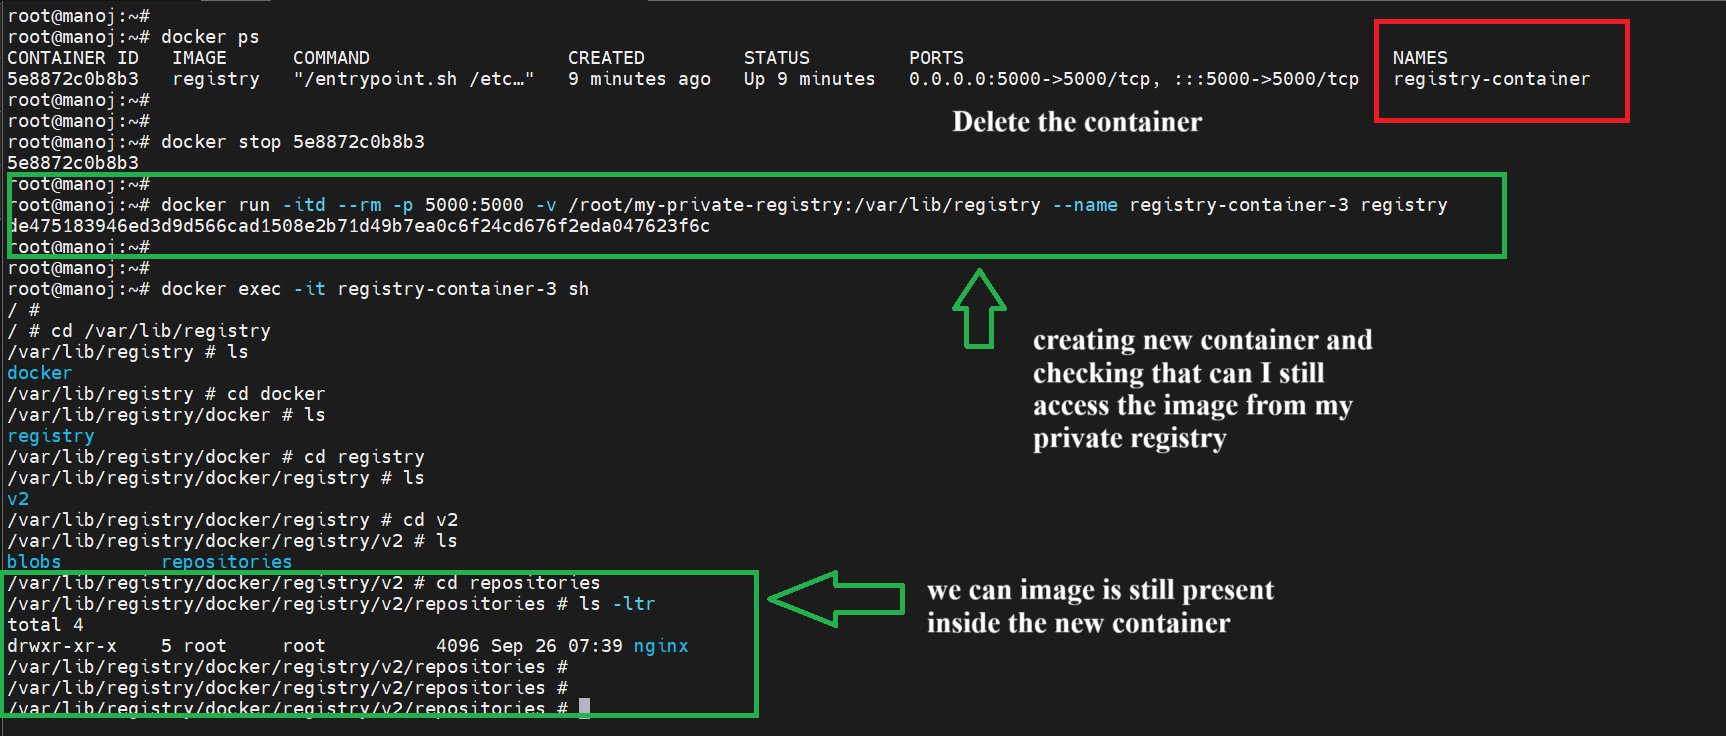 root@manoj:~#
root@manoj:~# docker ps
CONTAINER ID   IMAGE      COMMAND                  CREATED         STATUS         PORTS                                       NAMES
5e8872c0b8b3   registry   "/entrypoint.sh /etc…"   9 minutes ago   Up 9 minutes   0.0.0.0:5000->5000/tcp, :::5000->5000/tcp   registry-container
root@manoj:~#
root@manoj:~#
Delete the container
root@manoj:~# docker stop 5e8872c0b8b3
5e8872c0b8b3
root@manoj:~#
root@manoj:~# docker run -itd --rm -p 5000:5000 -v /root/my-private-registry:/var/lib/registry --name registry-container-3 registry
de475183946ed3d9d566cad1508e2b71d49b7ea0c6f24cd676f2eda047623f6c
root@manoj:~#
root@manoj:~#
root@manoj:~# docker exec -it registry-container-3 sh
/ #
/ # cd /var/lib/registry
/var/lib/registry # ls
docker
/var/lib/registry # cd docker
/var/lib/registry/docker # ls
registry
/var/lib/registry/docker # cd registry
/var/lib/registry/docker/registry # ls
v2
/var/lib/registry/docker/registry # cd v2
/var/lib/registry/docker/registry/v2 # ls
blobs         repositories
creating new container and
checking that can I still
access the image from my
private registry
/var/lib/registry/docker/registry/v2 # cd repositories
/var/lib/registry/docker/registry/v2/repositories # ls -ltr
total 4
drwxr-xr-x    5 root     root          4096 Sep 26 07:39 nginx
/var/lib/registry/docker/registry/v2/repositories #
/var/lib/registry/docker/registry/v2/repositories #
/var/lib/registry/docker/registry/v2/repositories #
we can image is still present
inside the new container